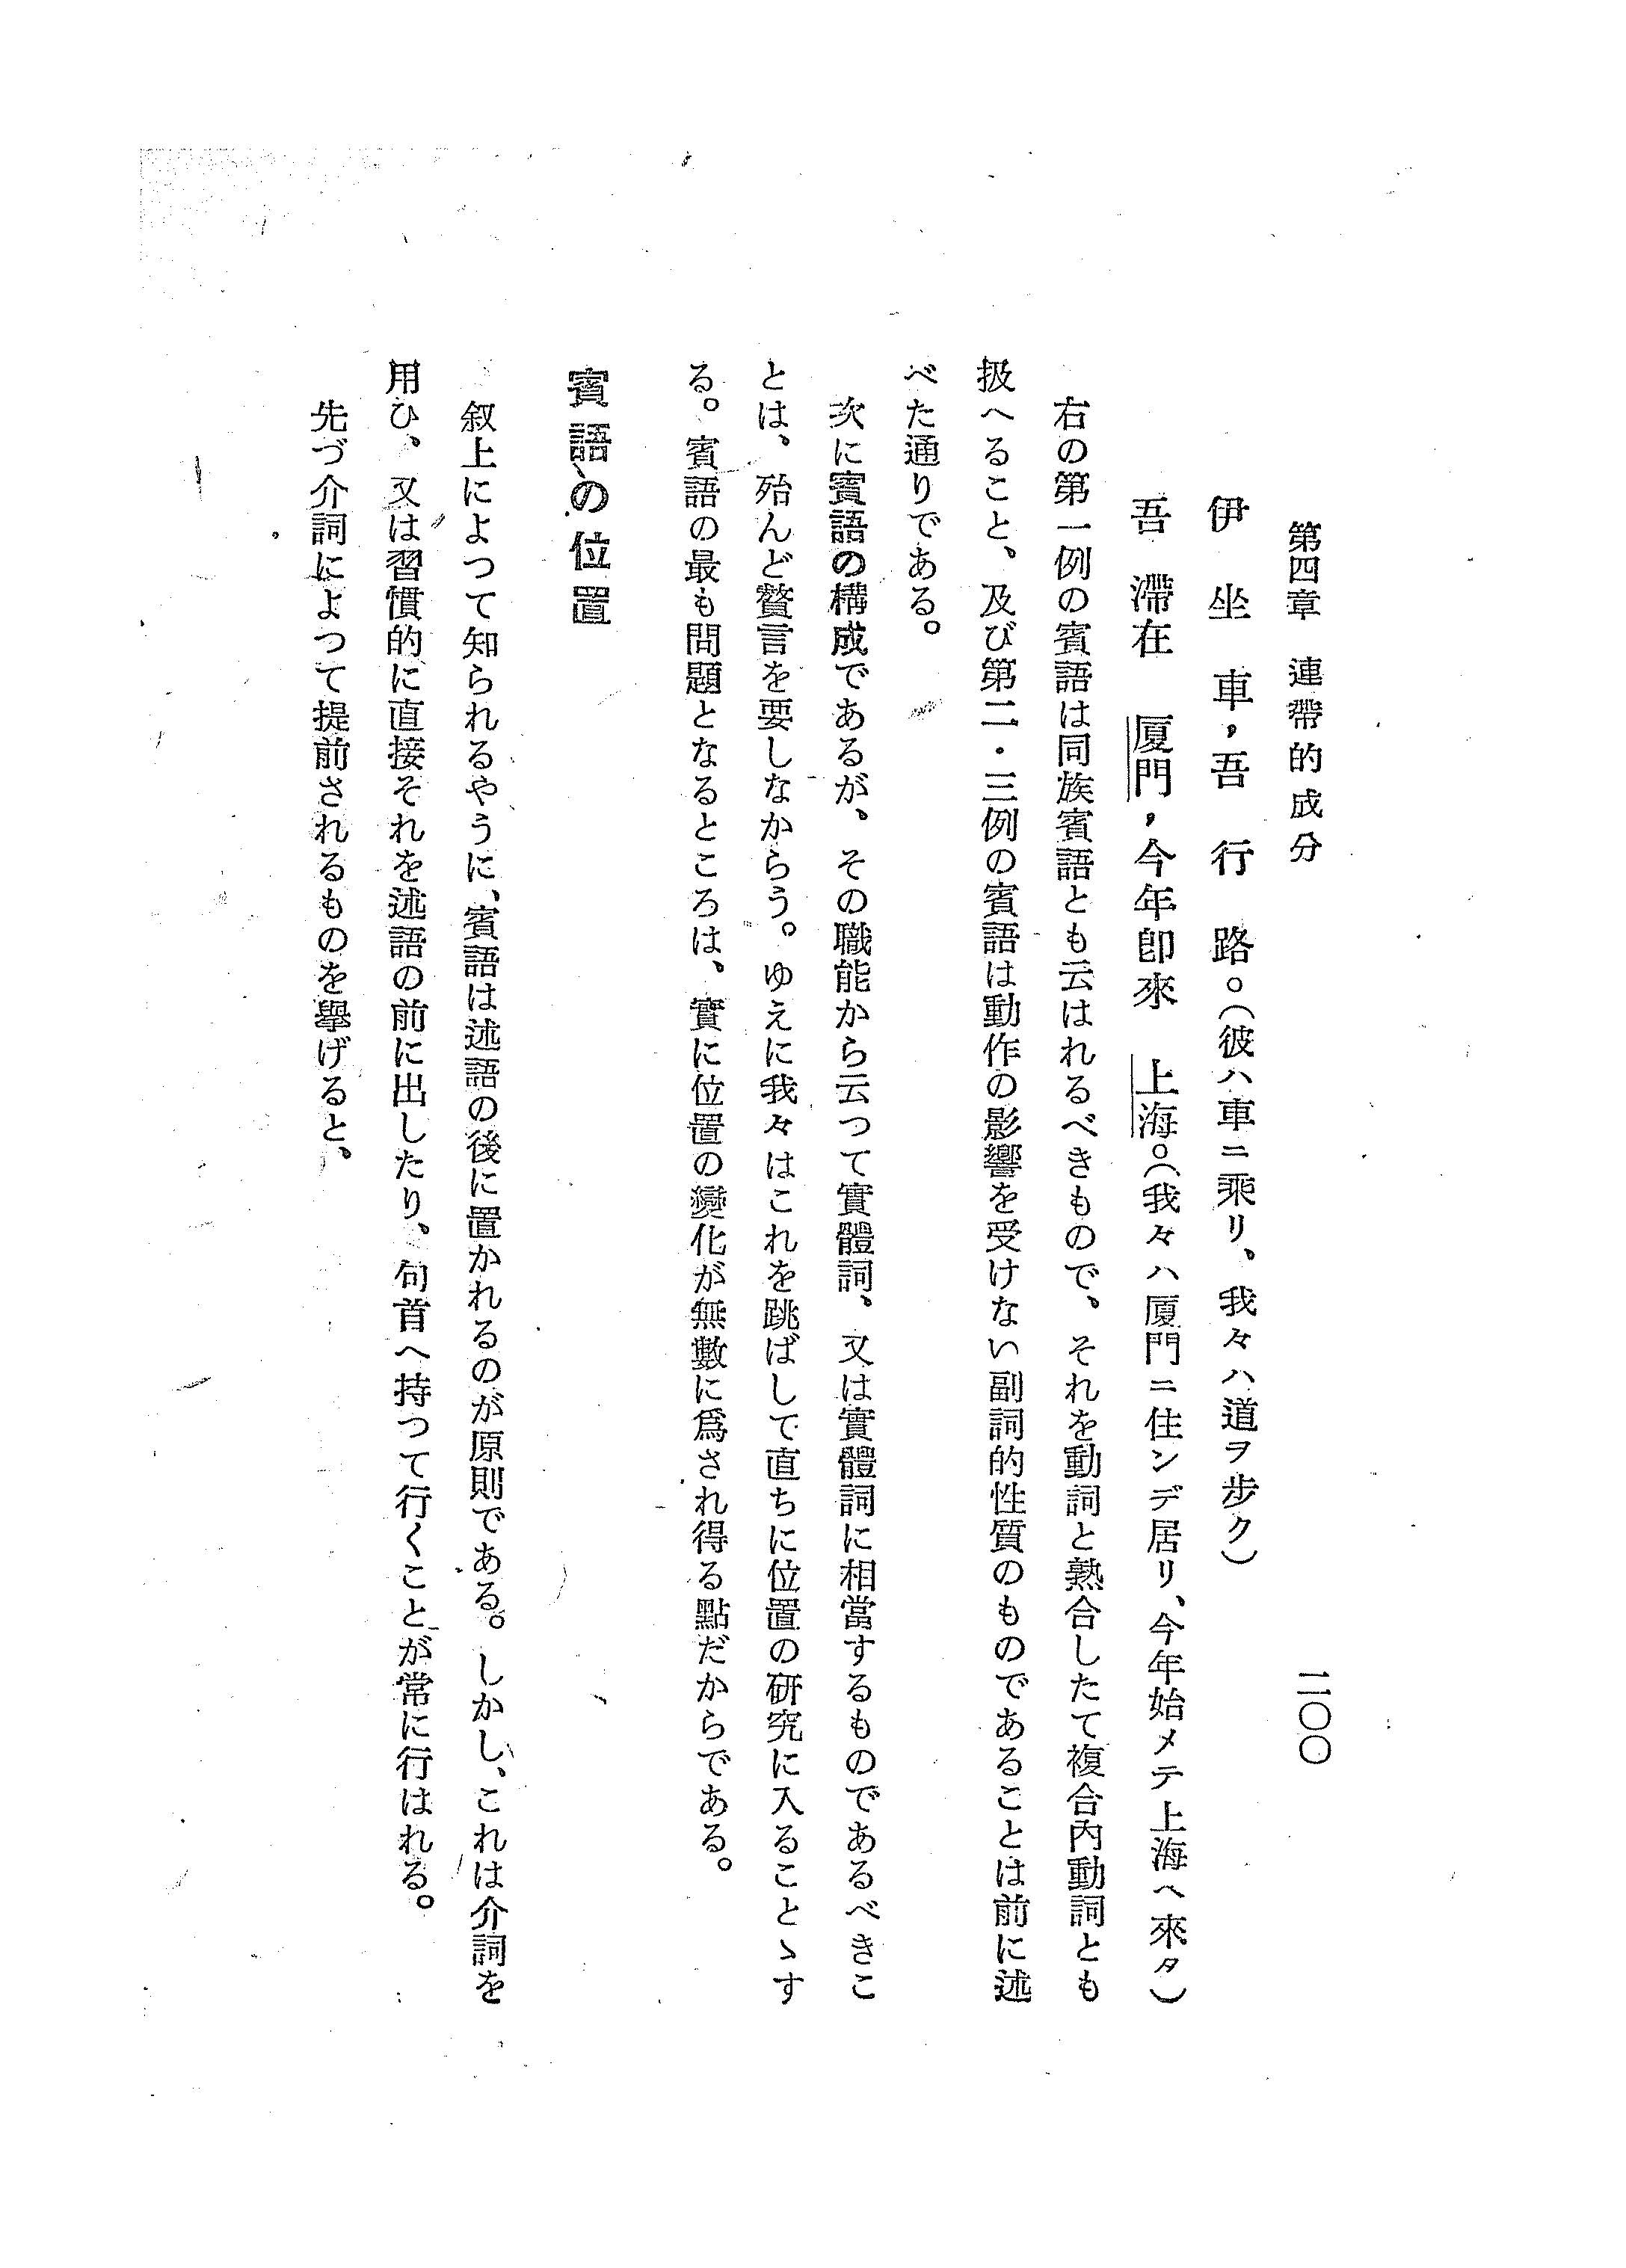 第四章　連帶的成分
二〇〇
伊　坐　車，吾　行　路。（彼ハ車ニ乘リ、我々ハ道ヲ步ク）
吾　滯在　厦門，今年卽來　上海。（我々ハ厦門ニ住ンデ居リ、今年始メテ上海ヘ來タ）
右の第一例の賓語は同族賓語とも云はれるべきもので、それを動詞と熟合したて複合內動詞とも
扱へること、及び第二・三例の賓語は動作の影響を受けない副詞的性質のものであることは前に述
べた通りである。
次に賓語の構成であるが、その職能から云つて實體詞、又は實體詞に相當するものであるべきこ
とは、殆んど贅言を要しなからう。ゆえに我々はこれを跳ばして直ちに位置の研究に入ることゝす
る。賓語の最も問題となるところは、實に位置の變化が無數に爲され得る點だからである。
賓語の位置
叙上によつて知られるやうに、賓語は述語の後に置かれるのが原則である。しかし、これは介詞を
用ひ、又は習慣的に直接それを述語の前に出したり、句首へ持つて行くことが常に行はれる。
先づ介詞によつて提前されるものを擧げると、